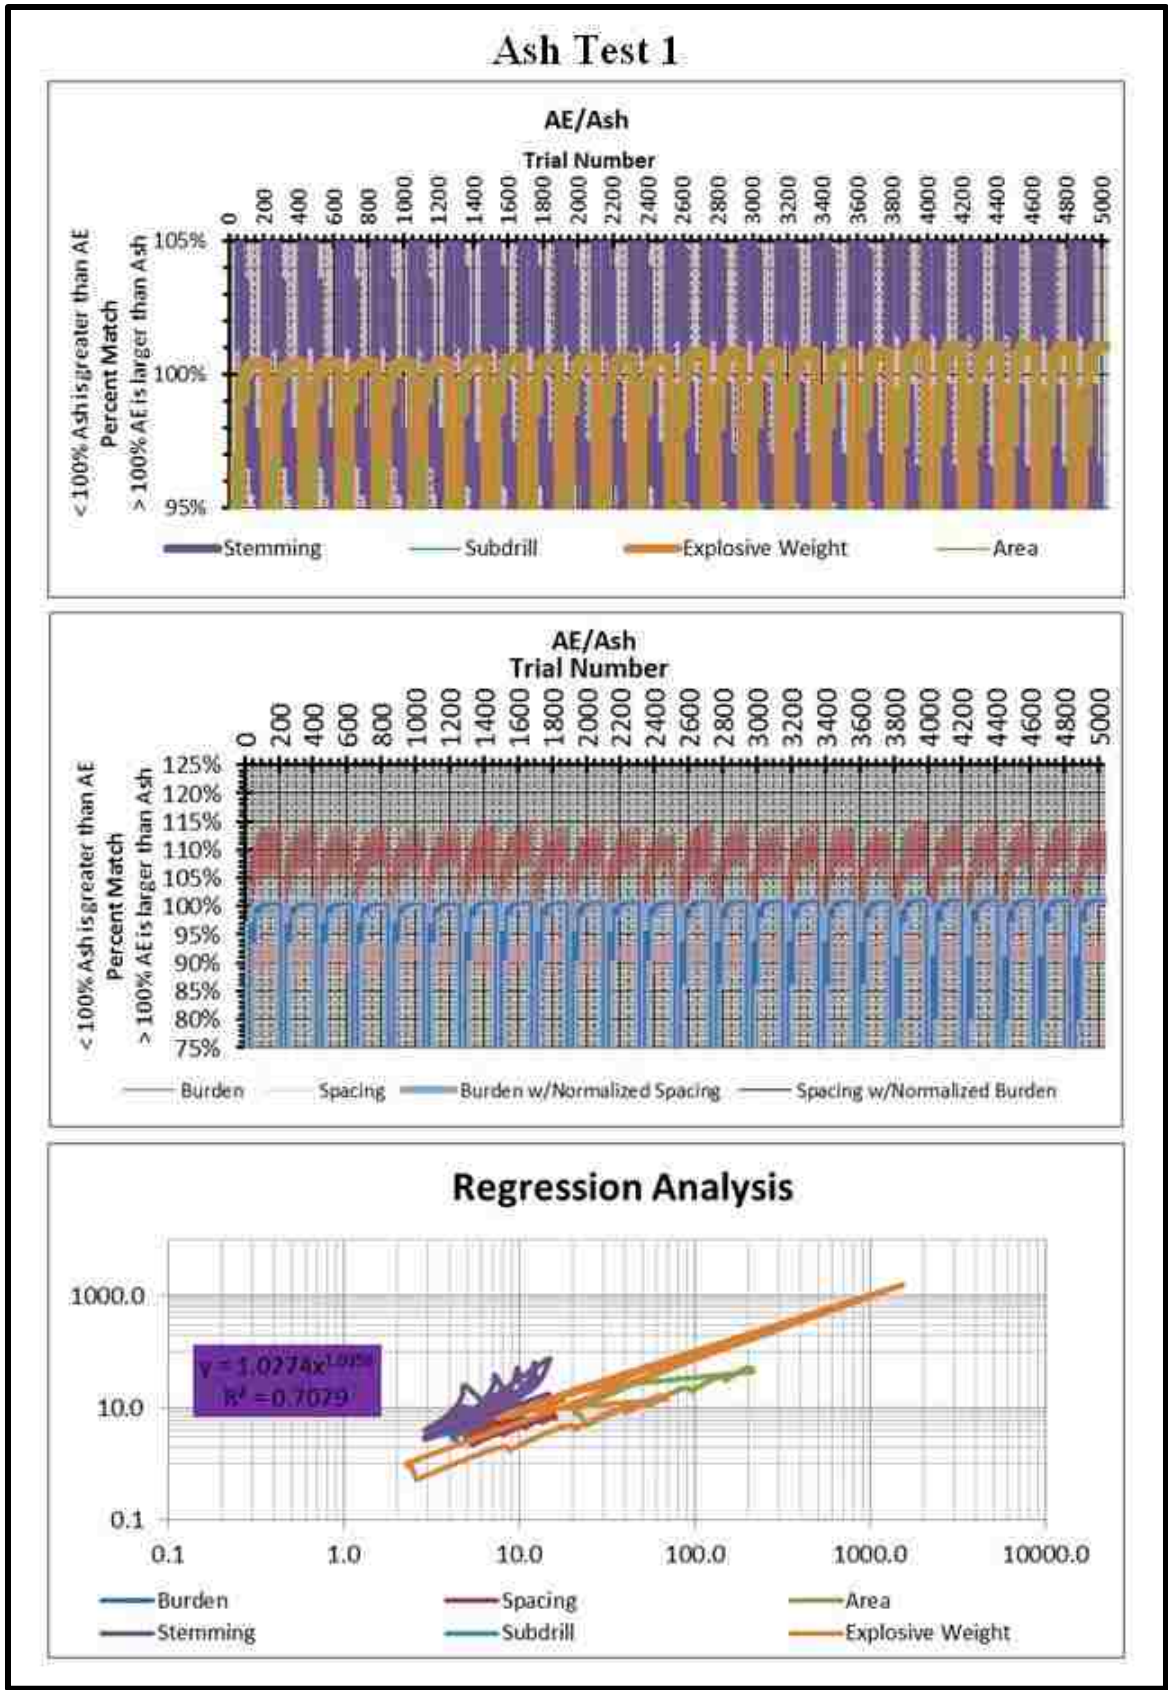 Ash Test 1
AE/Ash
Trial Number
0 200 400 600 800 1000 1200 1400 1600 1800 2000 2200 2400 2600 2800 3000 3200 3400 3600 3800 4000 4200 4400 4600 4800 5000
< 100% Ash is greater than AE
Percent Match
> 100% AE is larger than Ash
105%
100%
95%
Stemming Subdrill Explosive Weight Area
AE/Ash
Trial Number
0 200 400 600 800 1000 1200 1400 1600 1800 2000 2200 2400 2600 2800 3000 3200 3400 3600 3800 4000 4200 4400 4600 4800 5000
< 100% Ash is greater than AE
Percent Match
> 100% AE is larger than Ash
125%
120%
115%
110%
105%
100%
95%
90%
85%
80%
75%
Burden Spacing Burden w/Normalized Spacing Spacing w/Normalized Burden
Regression Analysis
1000.0
10.0
0.1
y = 1.0274x
R² = 0.7029
0.1 1.0 10.0 100.0 1000.0 10000.0
Burden Spacing Area
Stemming Subdrill Explosive Weight